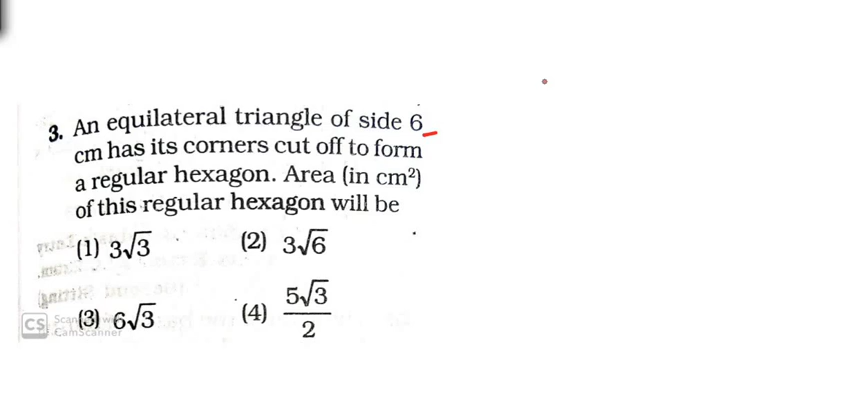 3. An equilateral triangle of side 6
cm has its corners cut off to form
a regular hexagon. Area (in cm²)
of this regular hexagon will be
(1) 3√3 (2) 3√6
(3) 6√3 (4) 5√3/2
CS CamScanner